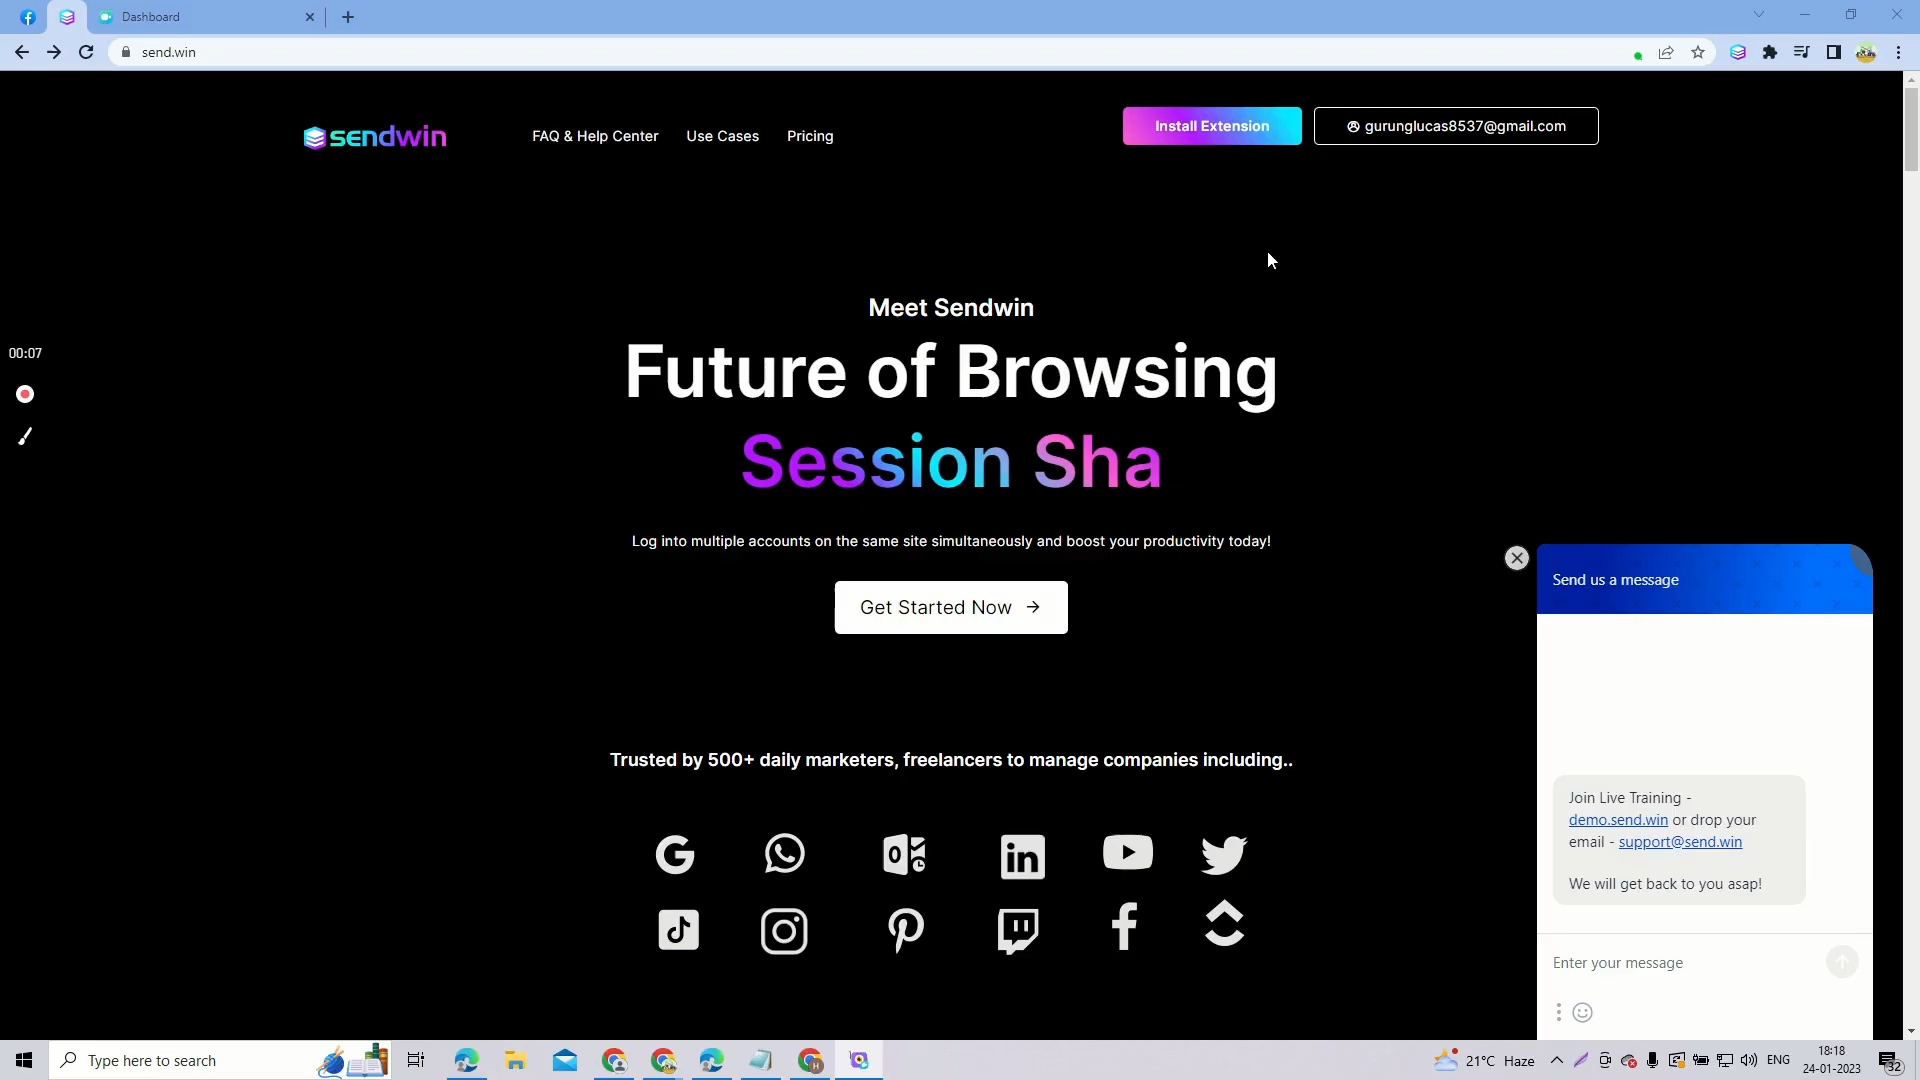 Dashboard
send.win
sendwin
FAQ & Help Center
Use Cases
Pricing
Install Extension
gurunglucas8537@gmail.com
Meet Sendwin
00:07
Future of Browsing
Session Sha
Log into multiple accounts on the same site simultaneously and boost your productivity today!
Get Started Now →
Trusted by 500+ daily marketers, freelancers to manage companies including..
Send us a message
Join Live Training -
demo.send.win or drop your
email - support@send.win
We will get back to you asap!
Enter your message
Type here to search
21°C Haze
ENG
18:18
24-01-2023
32